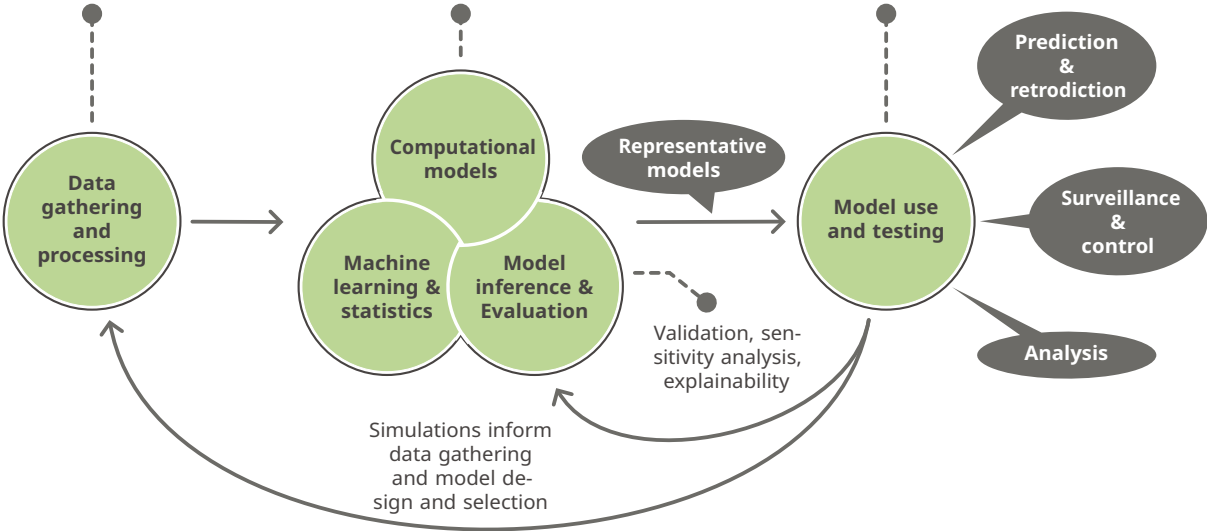 Data
gathering
and
processing
Computational
models
Machine
learning &
statistics
Model
inference &
Evaluation
Representative
models
Validation, sen-
sitivity analysis,
explainability
Model use
and testing
Prediction
&
retrodiction
Surveillance
&
control
Analysis
Simulations inform
data gathering
and model de-
sign and selection